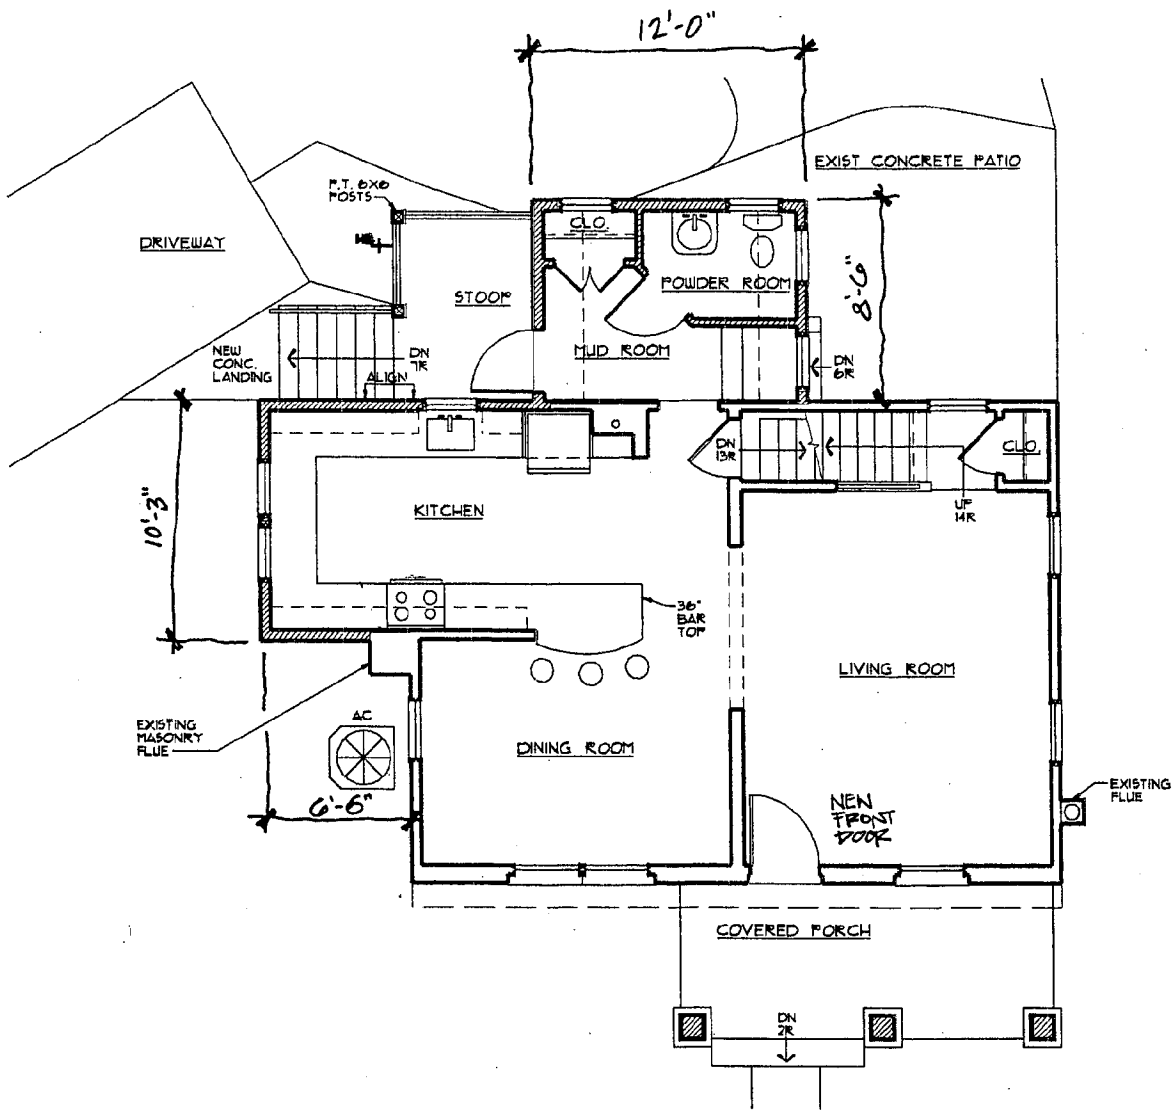 12'-0"
EXIST CONCRETE PATIO
P.T. 6X6
POSTS
DRIVEWAY
CLO.
STOOP
POWDER ROOM
8'-6"
NEW
CONC.
LANDING
DN
7R
ALIGN
MUD ROOM
DN
6R
DN
13R
CLO.
10'-3"
KITCHEN
UP
14R
36"
BAR
TOP
LIVING ROOM
EXISTING
MASONRY
FLUE
AC
DINING ROOM
EXISTING
FLUE
6'-6"
NEW
FRONT
DOOR
COVERED PORCH
DN
2R